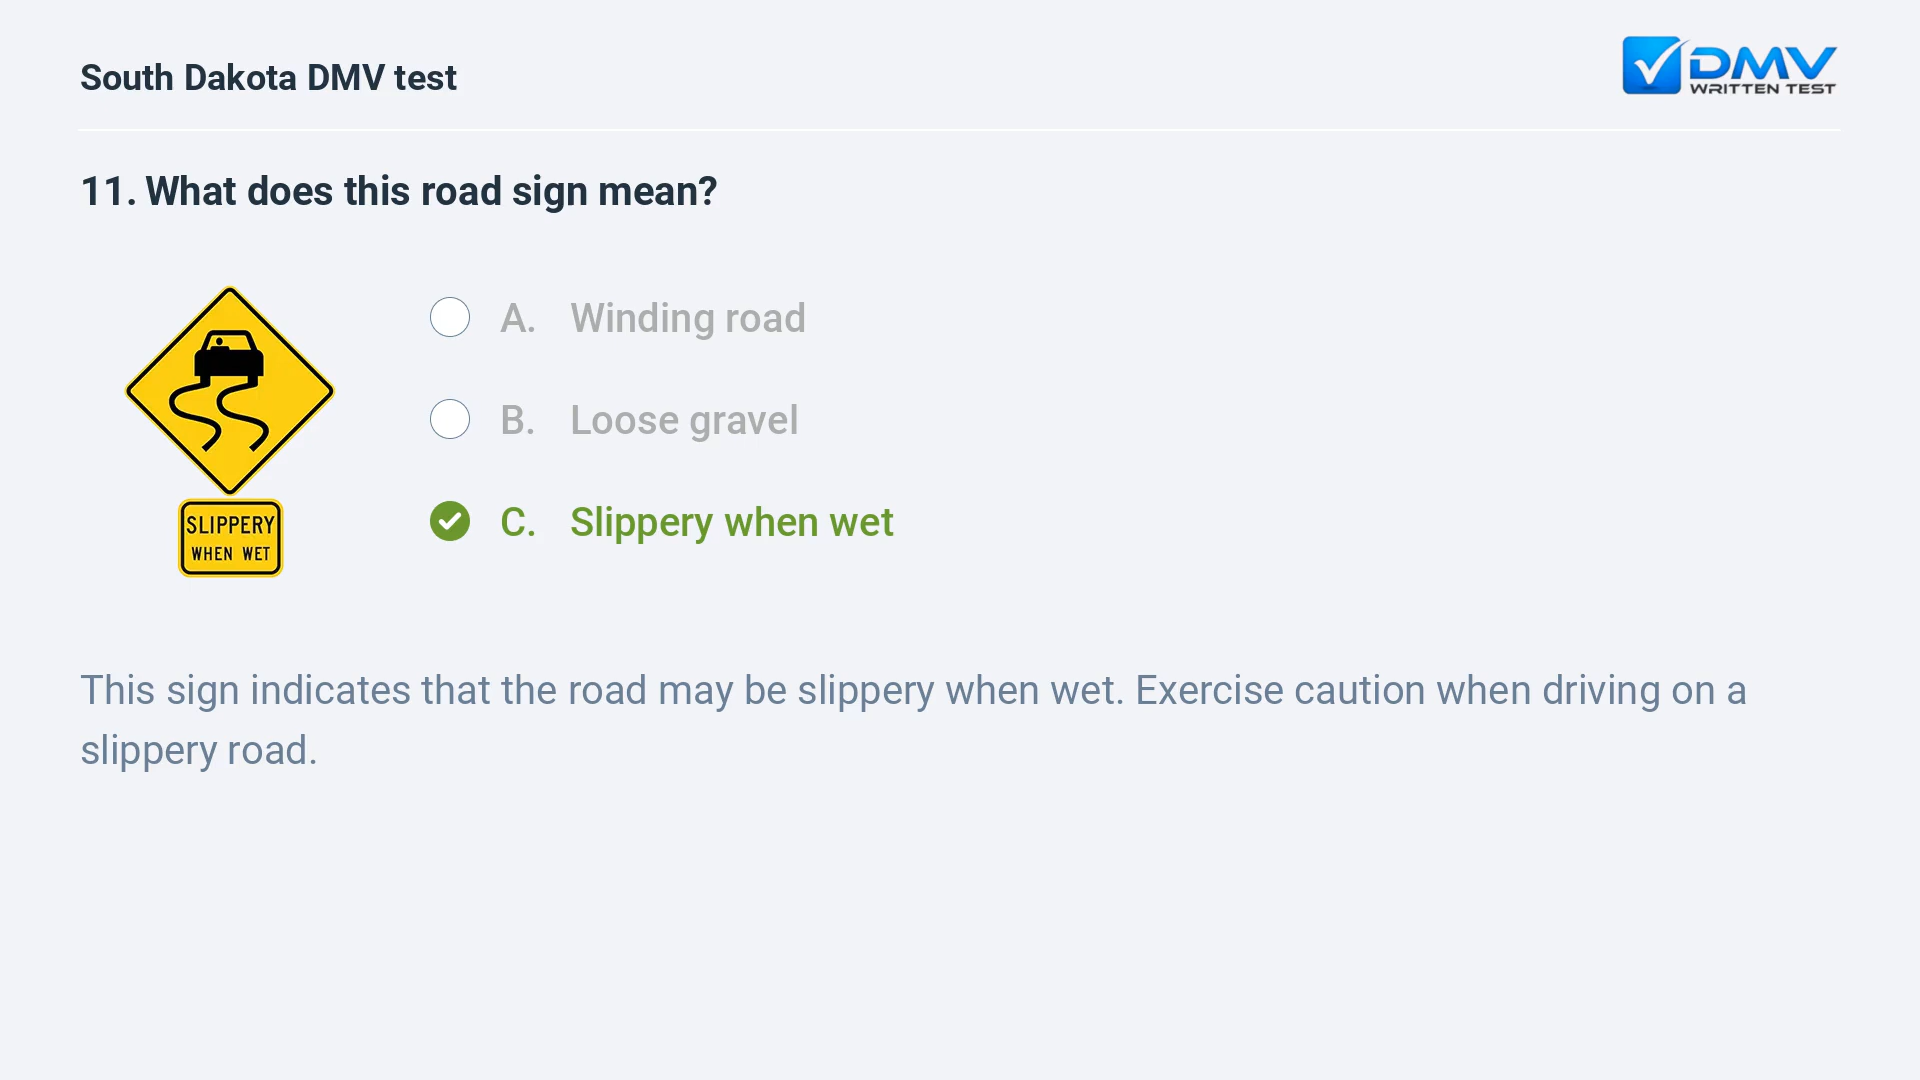 South Dakota DMV test
DMV
WRITTEN TEST
11. What does this road sign mean?
A. Winding road
B. Loose gravel
C. Slippery when wet
SLIPPERY
WHEN WET
This sign indicates that the road may be slippery when wet. Exercise caution when driving on a
slippery road.